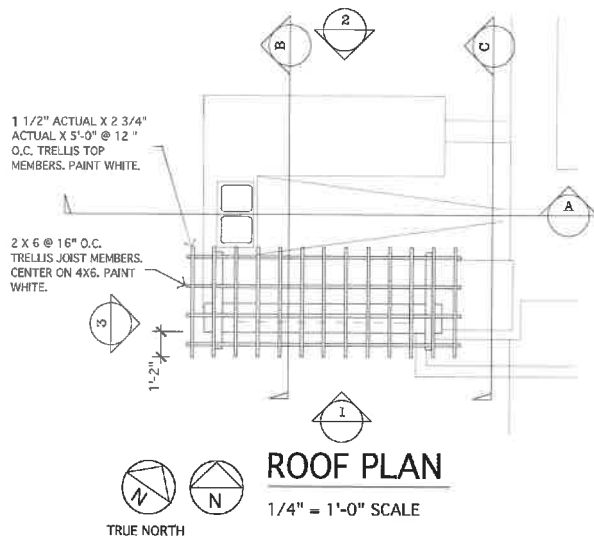 2
B
C
1 1/2" ACTUAL X 2 3/4"
ACTUAL X 5'-0" @ 12 "
O.C. TRELLIS TOP
MEMBERS. PAINT WHITE.
A
2 X 6 @ 16" O.C.
TRELLIS JOIST MEMBERS.
CENTER ON 4X6. PAINT
WHITE.
3
1'-2"
1
ROOF PLAN
N
N
1/4" = 1'-0" SCALE
TRUE NORTH